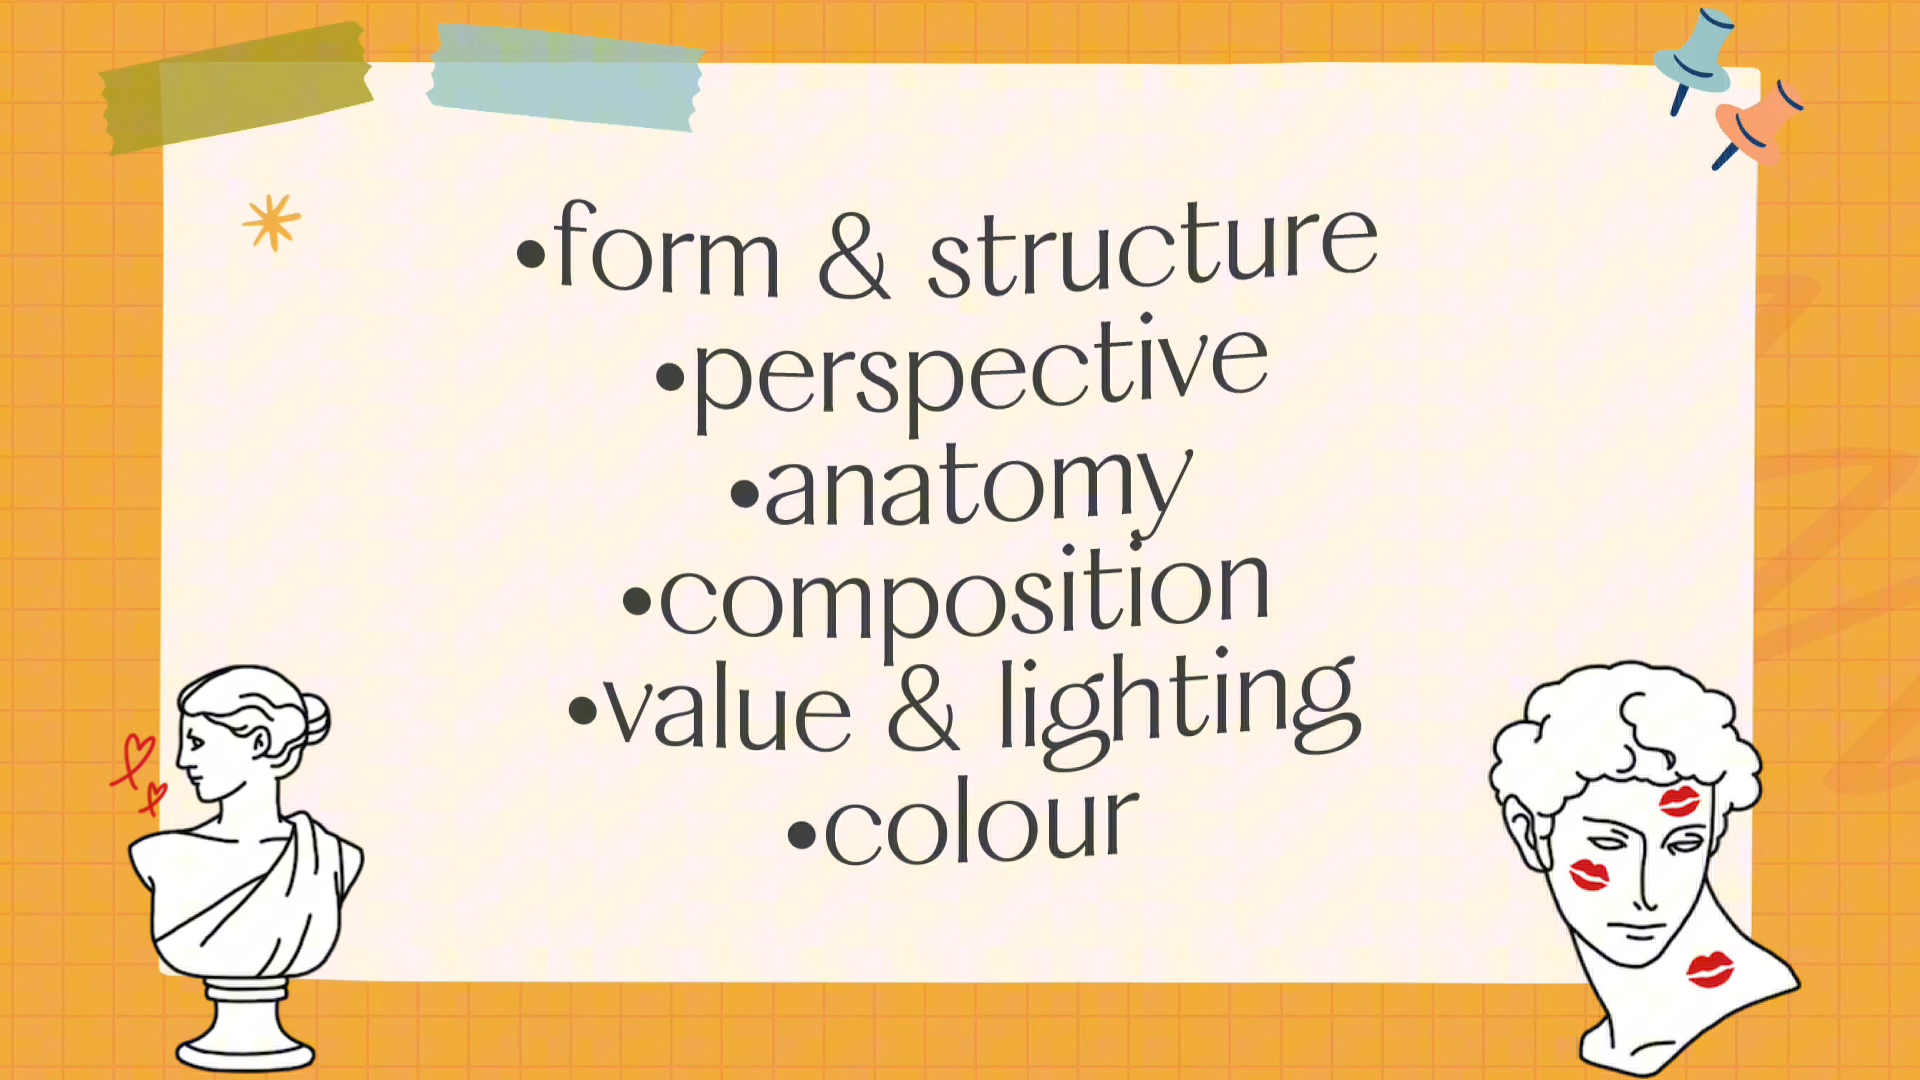 •form & structure
•perspective
•anatomy
•composition
•value & lighting
•colour